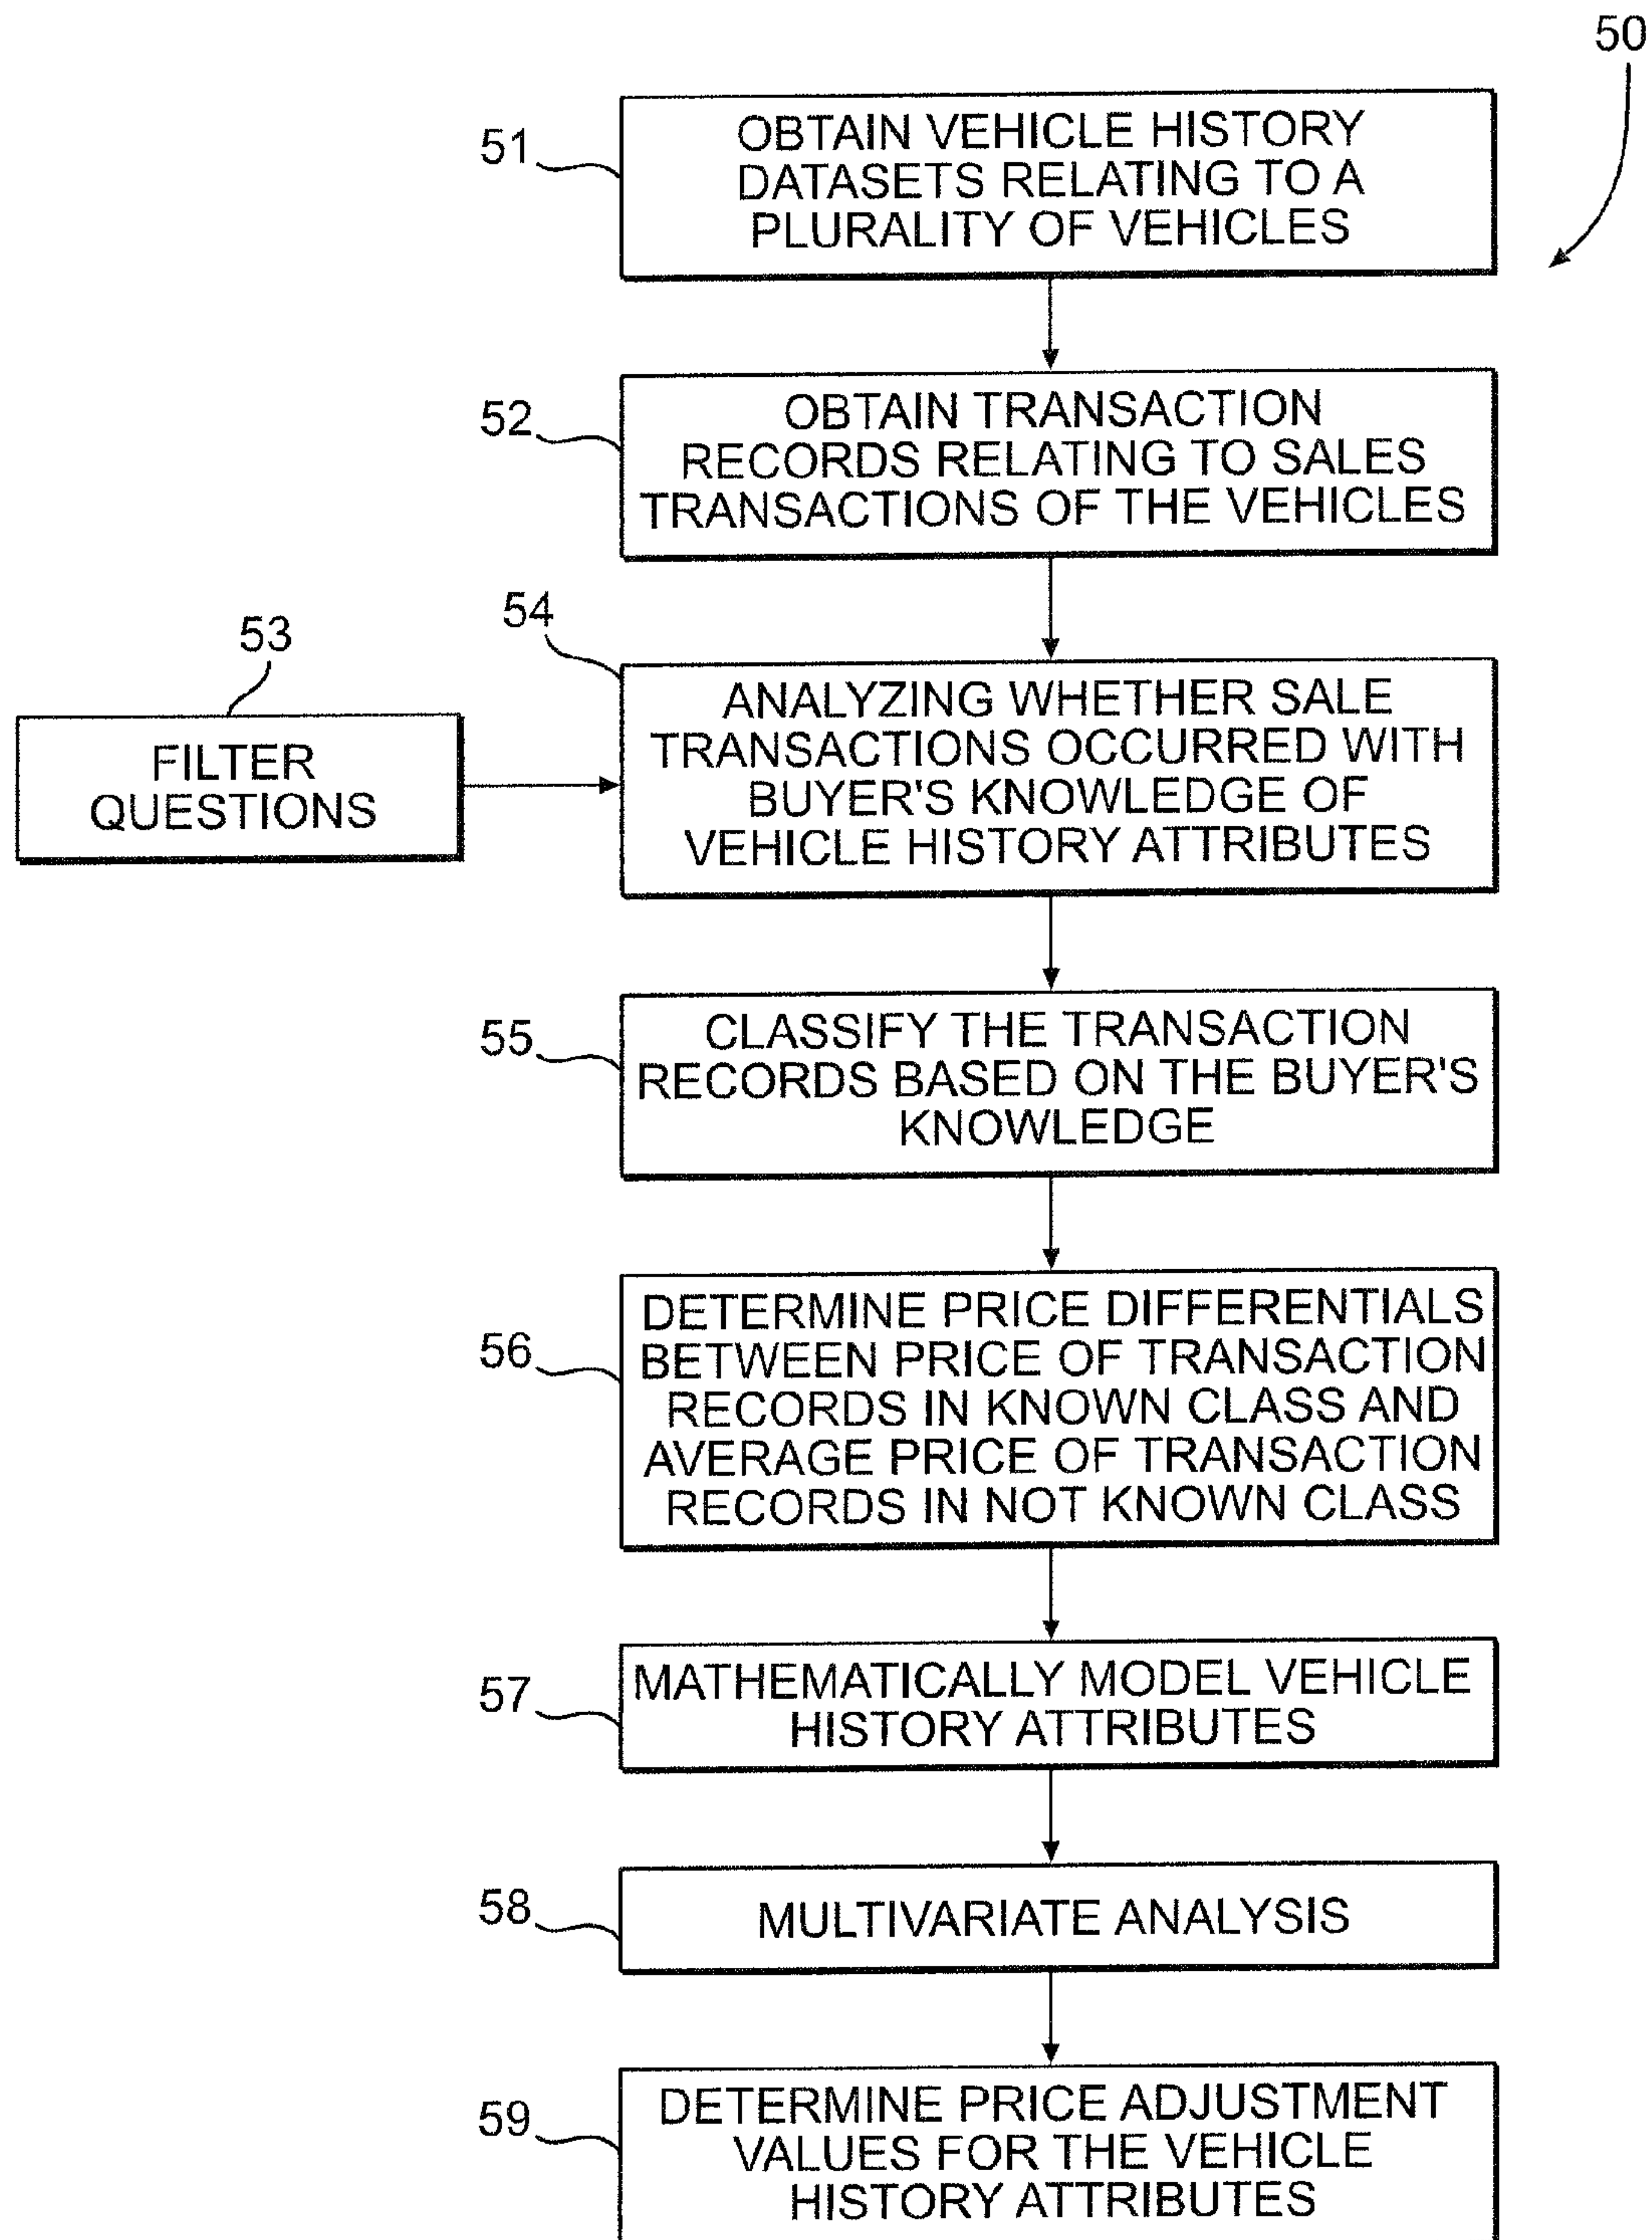 50
51
OBTAIN VEHICLE HISTORY
DATASETS RELATING TO A
PLURALITY OF VEHICLES
52
OBTAIN TRANSACTION
RECORDS RELATING TO SALES
TRANSACTIONS OF THE VEHICLES
53
FILTER
QUESTIONS
54
ANALYZING WHETHER SALE
TRANSACTIONS OCCURRED WITH
BUYER'S KNOWLEDGE OF
VEHICLE HISTORY ATTRIBUTES
55
CLASSIFY THE TRANSACTION
RECORDS BASED ON THE BUYER'S
KNOWLEDGE
56
DETERMINE PRICE DIFFERENTIALS
BETWEEN PRICE OF TRANSACTION
RECORDS IN KNOWN CLASS AND
AVERAGE PRICE OF TRANSACTION
RECORDS IN NOT KNOWN CLASS
57
MATHEMATICALLY MODEL VEHICLE
HISTORY ATTRIBUTES
58
MULTIVARIATE ANALYSIS
59
DETERMINE PRICE ADJUSTMENT
VALUES FOR THE VEHICLE
HISTORY ATTRIBUTES